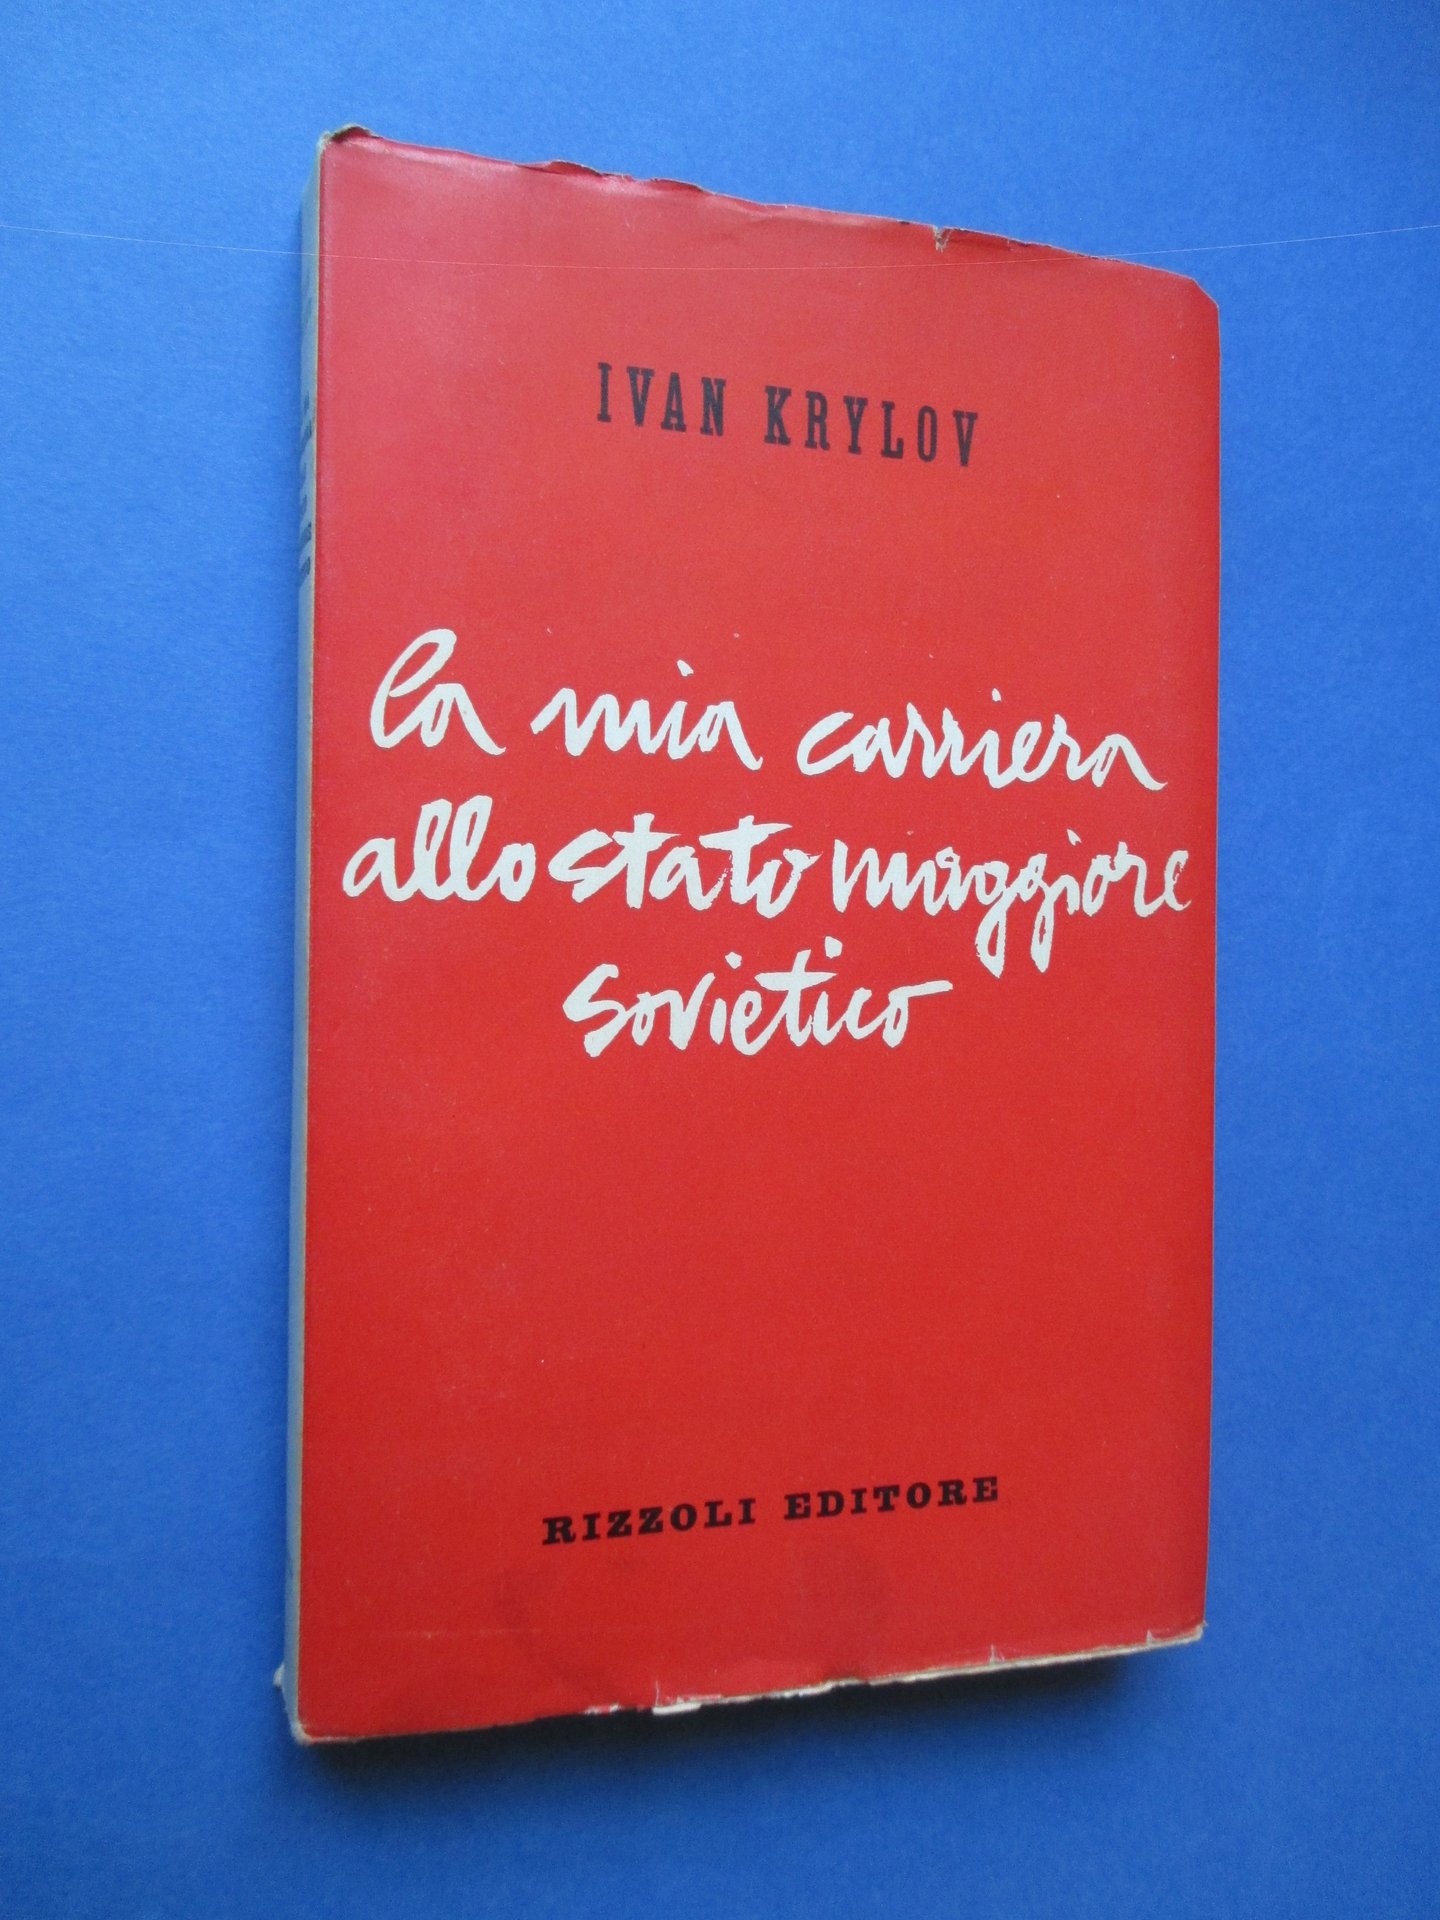 IVAN KRYLOV
la mia carriera
allo stato maggiore
sovietico
RIZZOLI EDITORE